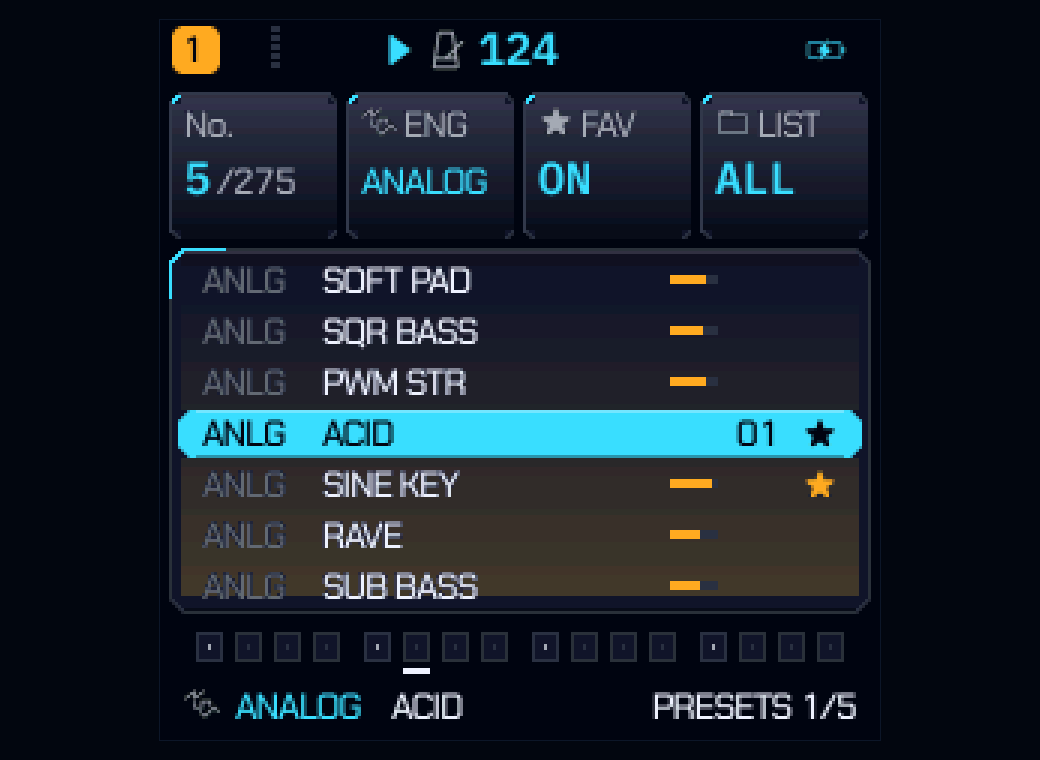 1 124
No. ENG FAV LIST
5/275 ANALOG ON ALL
ANLG SOFT PAD
ANLG SQR BASS
ANLG PWM STR
ANLG ACID 01
ANLG SINE KEY
ANLG RAVE
ANLG SUB BASS
ANALOG ACID PRESETS 1/5